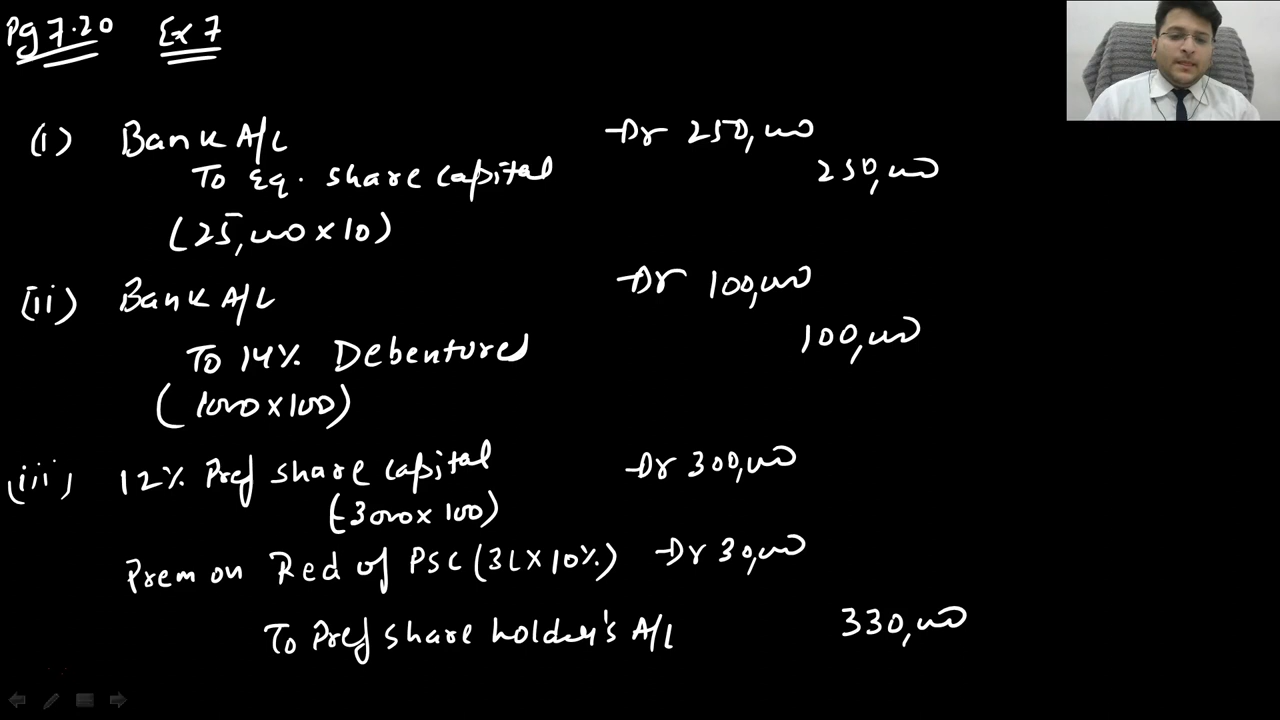 Pg 7.20 Ex 7
(i) Bank A/c -Dr 250,000
To Eq. share capital 250,000
(25,000 x 10)
(ii) Bank A/c -Dr 100,000
To 14% Debentures 100,000
(1000 x 100)
(iii) 12% Pref share capital -Dr 300,000
(3000 x 100)
Prem on Red of PSC (3L x 10%) -Dr 30,000
To Pref share holder's A/c 330,000